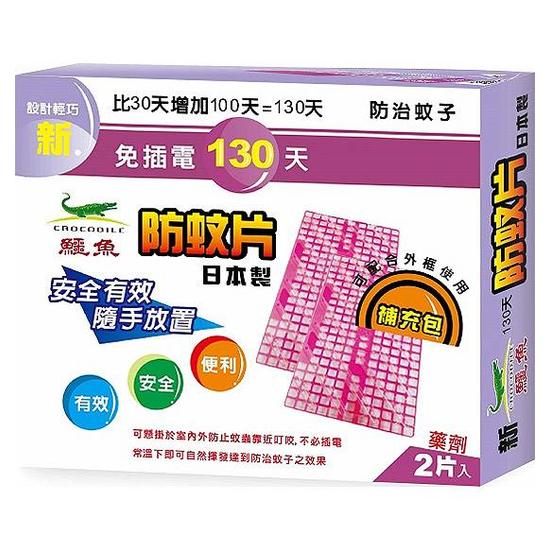 設計輕巧
新.
比30天增加100天=130天
防治蚊子
免插電 130 天
CROCODILE
鱷魚
防蚊片
日本製
安全有效
隨手放置
可配合外框使用
補充包
有效
安全
便利
可懸掛於室內外防止蚊蟲靠近叮咬,不必插電
常溫下即可自然揮發達到防治蚊子之效果
藥劑
2片入
新 鱷魚 130天 防蚊片 日本製